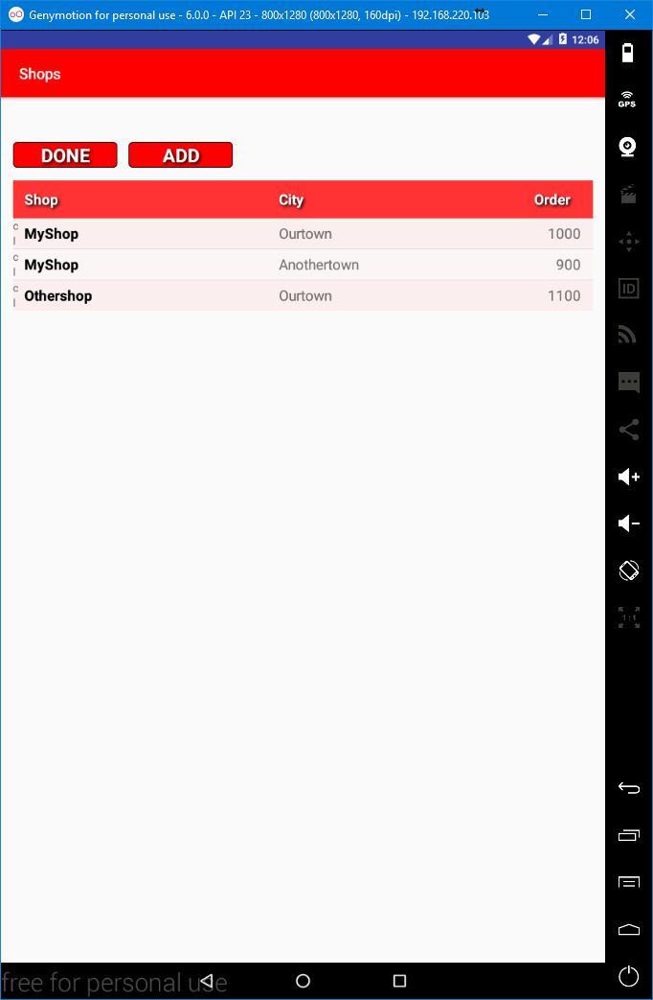 Genymotion for personal use - 6.0.0 - API 23 - 800x1280 (800x1280, 160dpi) - 192.168.220.103
12:06
GPS
Shops
DONE ADD
Shop City Order
c
l
MyShop Ourtown 1000
c
l
MyShop Anothertown 900
c
l
Othershop Ourtown 1100
ID
1:1
free for personal use